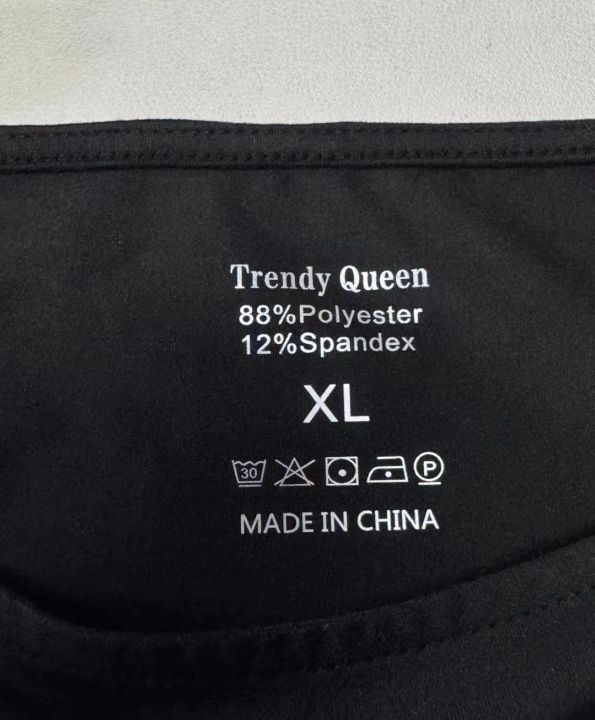 Trendy Queen
88%Polyester
12%Spandex
XL
30 P
MADE IN CHINA